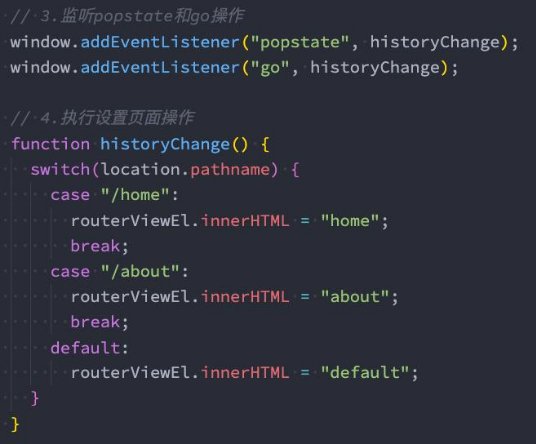 // 3.监听popstate和go操作
window.addEventListener("popstate", historyChange);
window.addEventListener("go", historyChange);
// 4.执行设置页面操作
function historyChange() {
switch(location.pathname) {
case "/home":
routerViewEl.innerHTML = "home";
break;
case "/about":
routerViewEl.innerHTML = "about";
break;
default:
routerViewEl.innerHTML = "default";
}
}